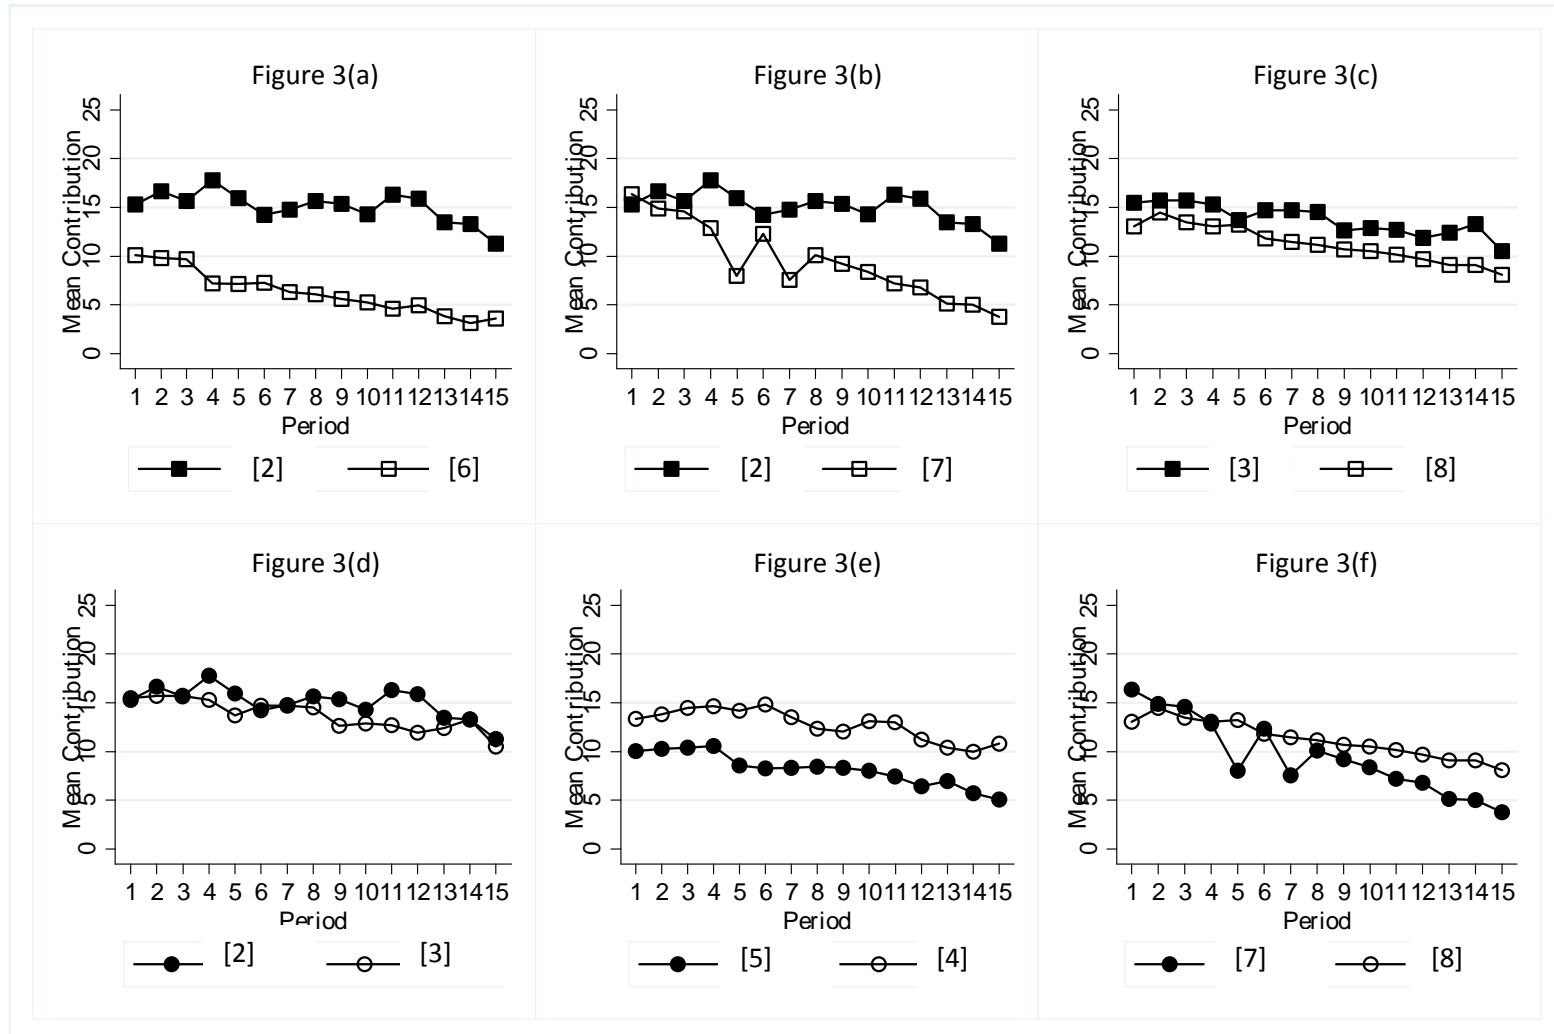 Figure 3(a)
Mean Contribution
0 5 10 15 20 25
1 2 3 4 5 6 7 8 9 10 11 12 13 14 15
Period
[2] [6]
Figure 3(b)
Mean Contribution
0 5 10 15 20 25
1 2 3 4 5 6 7 8 9 10 11 12 13 14 15
Period
[2] [7]
Figure 3(c)
Mean Contribution
0 5 10 15 20 25
1 2 3 4 5 6 7 8 9 10 11 12 13 14 15
Period
[3] [8]
Figure 3(d)
Mean Contribution
0 5 10 15 20 25
1 2 3 4 5 6 7 8 9 10 11 12 13 14 15
Period
[2] [3]
Figure 3(e)
Mean Contribution
0 5 10 15 20 25
1 2 3 4 5 6 7 8 9 10 11 12 13 14 15
Period
[5] [4]
Figure 3(f)
Mean Contribution
0 5 10 15 20 25
1 2 3 4 5 6 7 8 9 10 11 12 13 14 15
Period
[7] [8]